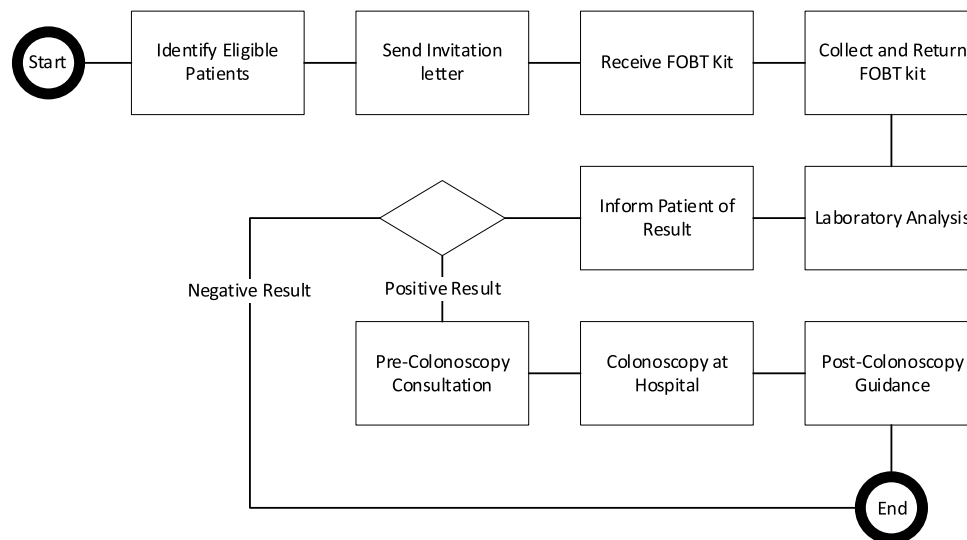 Start
Identify Eligible
Patients
Send Invitation
letter
Receive FOBT Kit
Collect and Return
FOBT kit
Laboratory Analysis
Inform Patient of
Result
Negative Result
Positive Result
Pre-Colonoscopy
Consultation
Colonoscopy at
Hospital
Post-Colonoscopy
Guidance
End